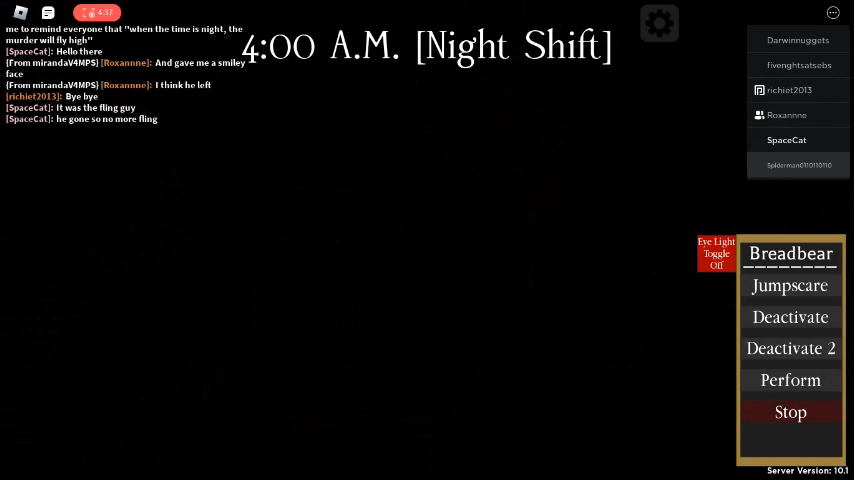 4:37
me to remind everyone that "when the time is night, the
murder will fly high"
[SpaceCat]: Hello there
{From mirandaV4MPS} [Roxannne]: And gave me a smiley
face
{From mirandaV4MPS} [Roxannne]: I think he left
[richiet2013]: Bye bye
[SpaceCat]: It was the fling guy
[SpaceCat]: he gone so no more fling
4:00 A.M. [Night Shift]
Darwinnuggets
fivenghtsatsebs
richiet2013
Roxannne
SpaceCat
Spiderman0110110110
Eye Light
Toggle
Off
Breadbear
Jumpscare
Deactivate
Deactivate 2
Perform
Stop
Server Version: 10.1